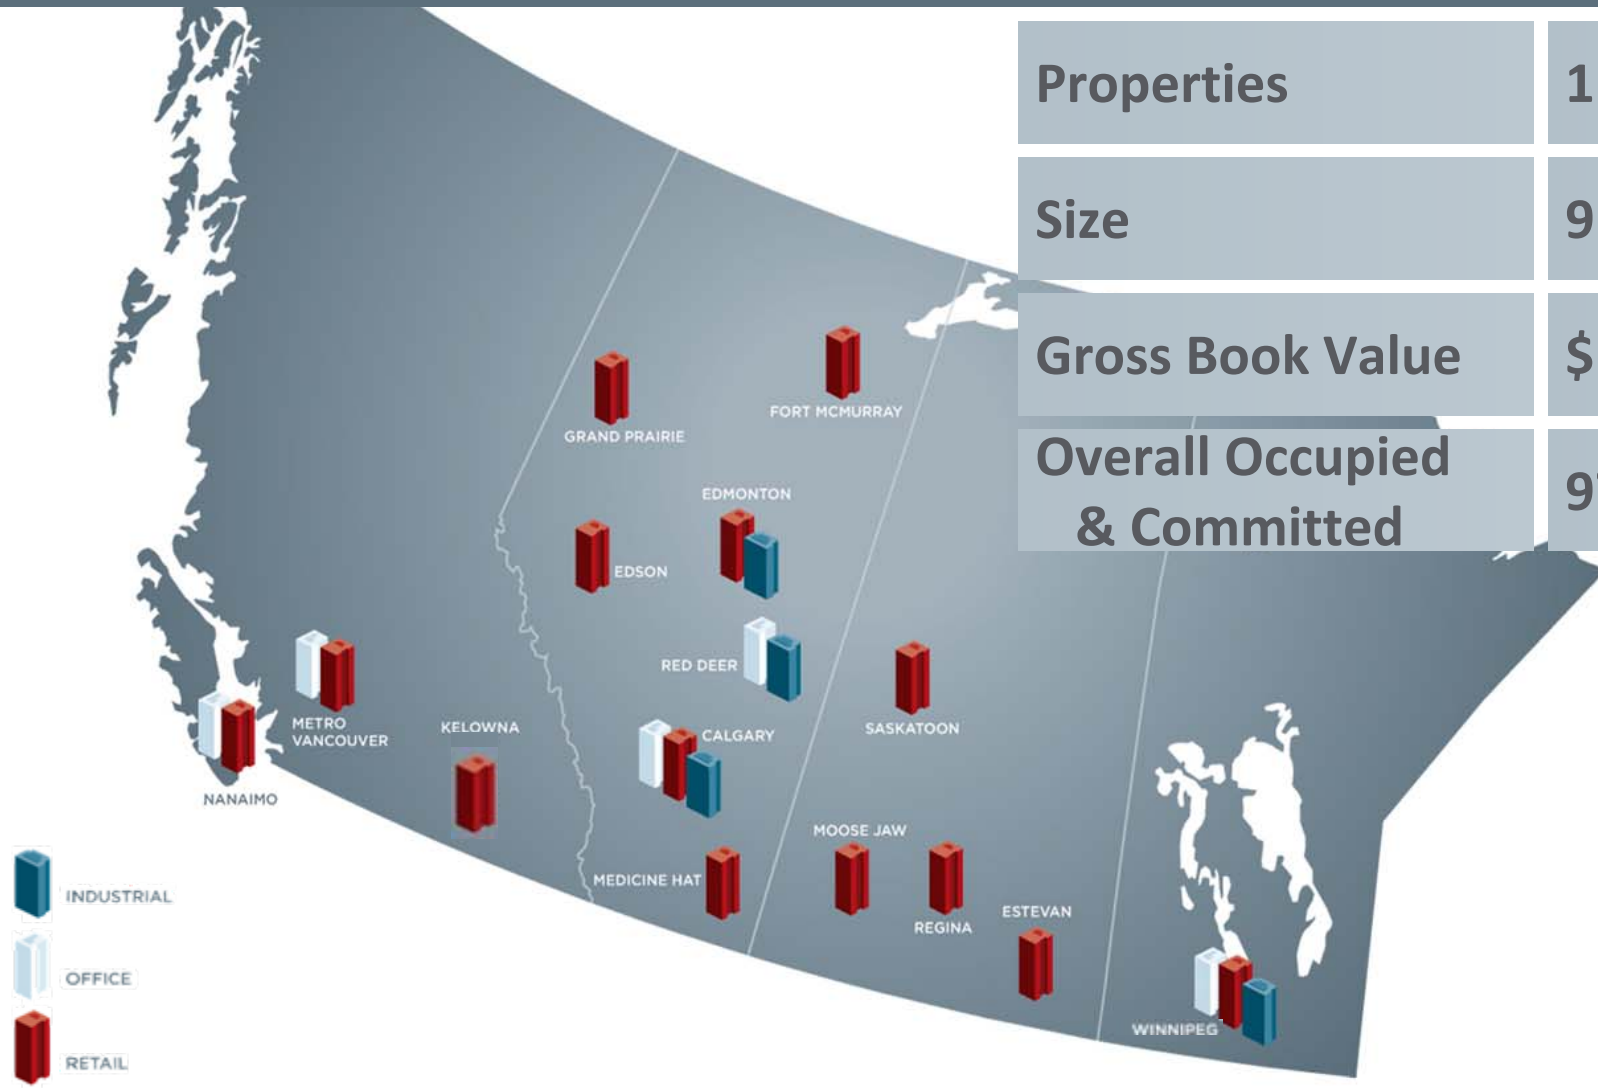 Properties 1
Size 9
Gross Book Value $
Overall Occupied
& Committed
FORT MCMURRAY
GRAND PRAIRIE
EDMONTON
EDSON
RED DEER
METRO
VANCOUVER
KELOWNA
CALGARY
SASKATOON
NANAIMO
MOOSE JAW
MEDICINE HAT
REGINA
ESTEVAN
WINNIPEG
INDUSTRIAL
OFFICE
RETAIL